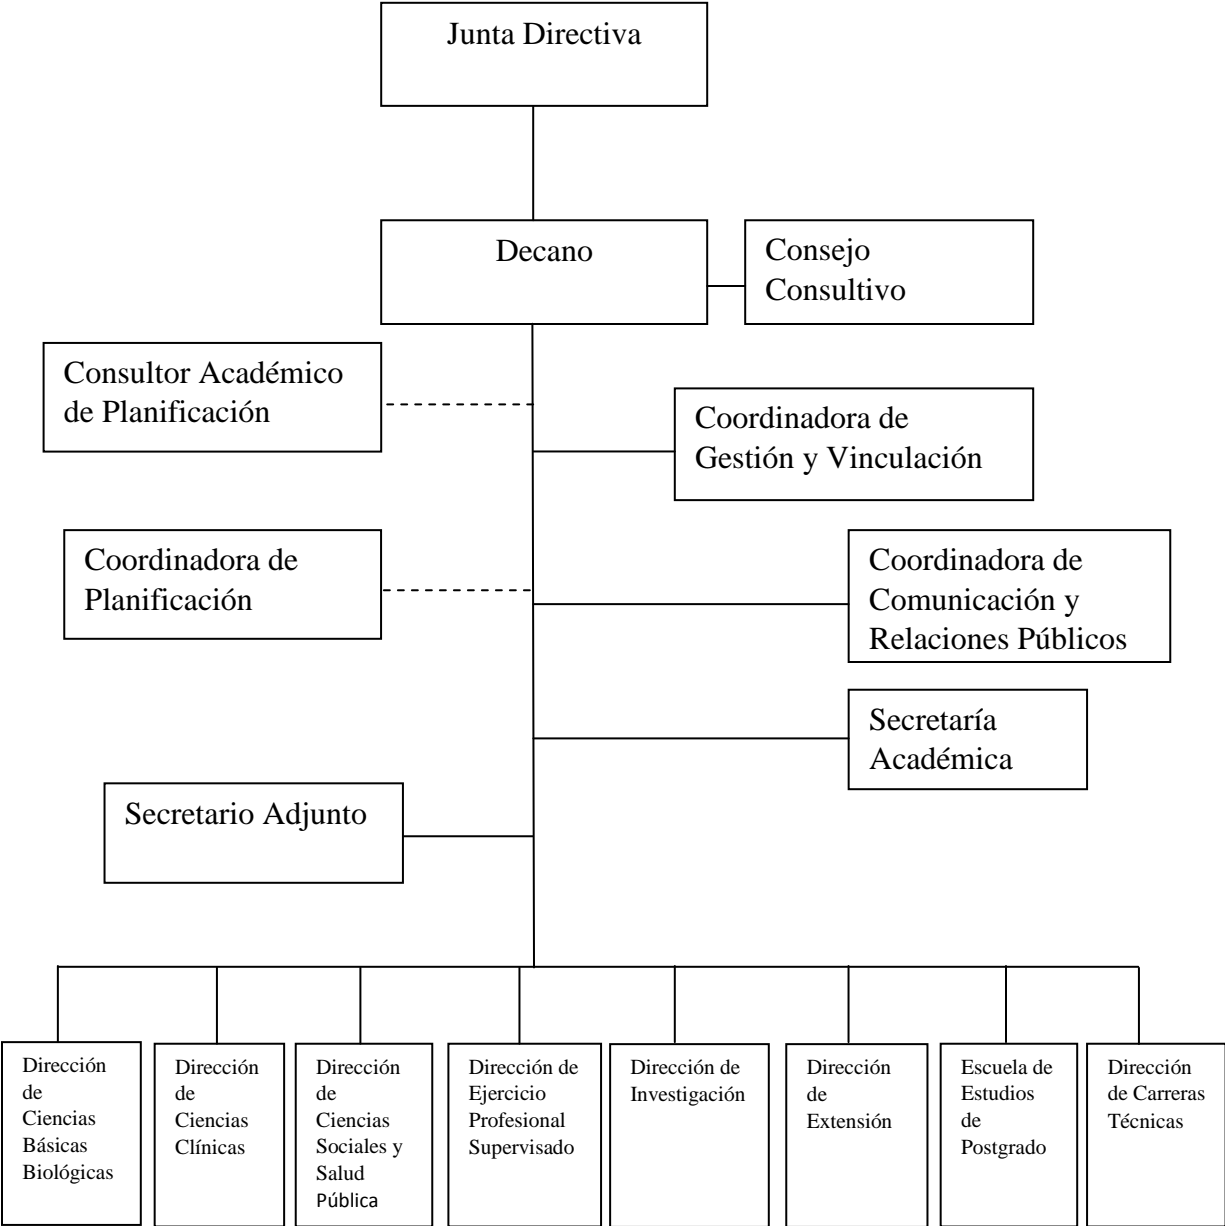 Junta Directiva
Decano
Consejo
Consultivo
Consultor Académico
de Planificación
Coordinadora de
Gestión y Vinculación
Coordinadora de
Planificación
Coordinadora de
Comunicación y
Relaciones Públicos
Secretaría
Académica
Secretario Adjunto
Dirección
de
Ciencias
Básicas
Biológicas
Dirección
de
Ciencias
Clínicas
Dirección
de
Ciencias
Sociales y
Salud
Pública
Dirección de
Ejercicio
Profesional
Supervisado
Dirección de
Investigación
Dirección
de
Extensión
Escuela de
Estudios
de
Postgrado
Dirección
de Carreras
Técnicas